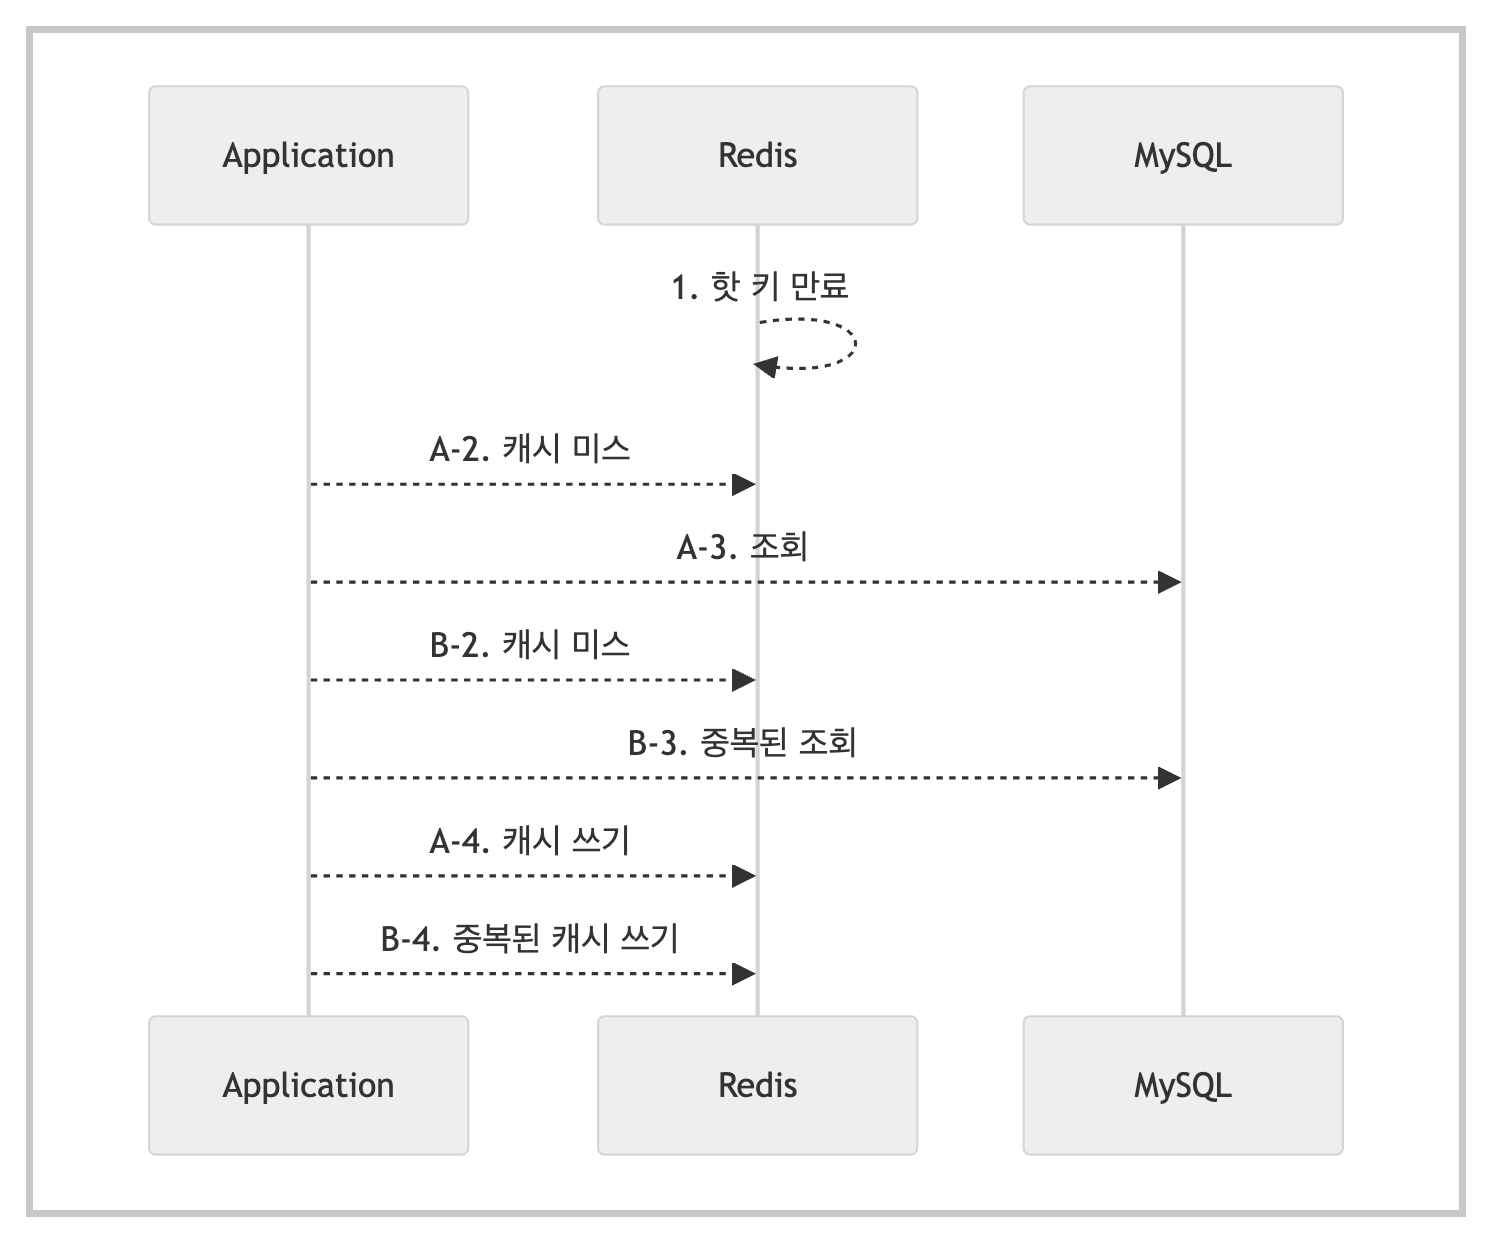 Application
Redis
MySQL
1. 핫 키 만료
A-2. 캐시 미스
A-3. 조회
B-2. 캐시 미스
B-3. 중복된 조회
A-4. 캐시 쓰기
B-4. 중복된 캐시 쓰기
Application
Redis
MySQL